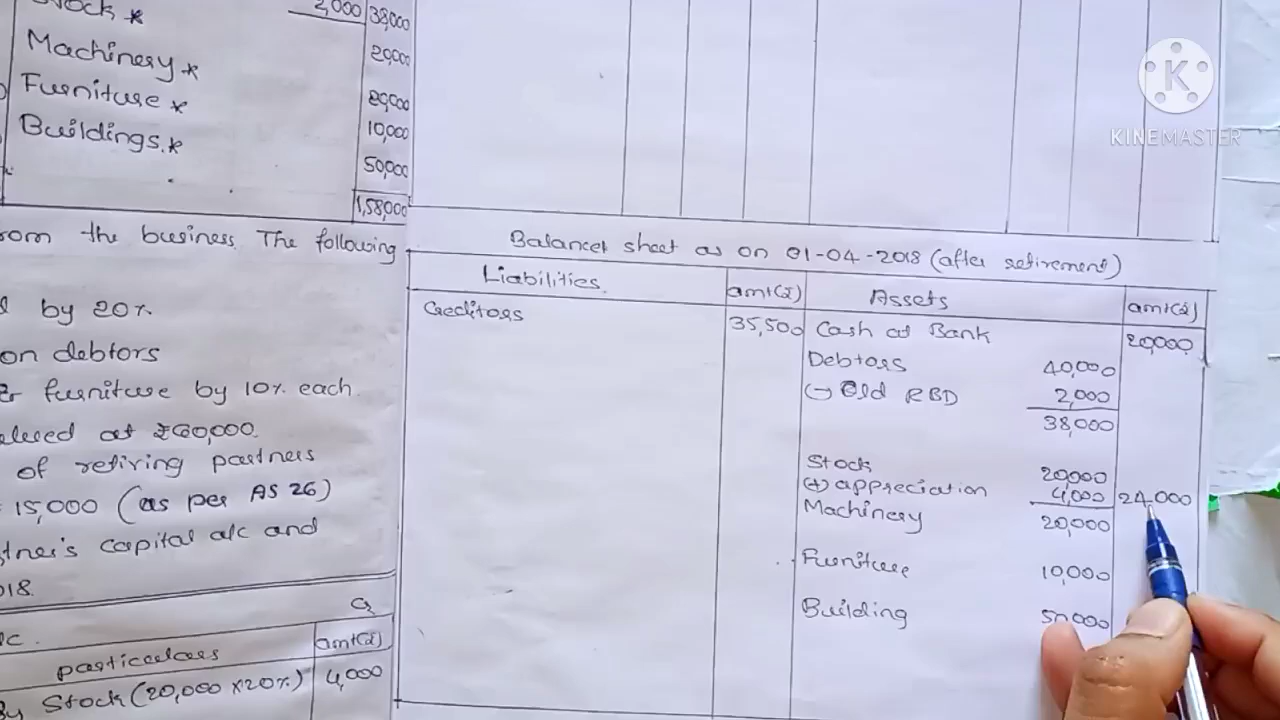 Stock * 2,000 38,000
Machinery * 20,000
Furniture * 20,000
Buildings. * 10,000
50,000
1,58,000
from the business. The following
by 20%
on debtors
furniture by 10% each
at ₹60,000.
of retiring partners
15,000 (as per AS 26)
capital a/c and
018.
Cr
particulars amt(₹)
By Stock (20,000 x20%) 4,000
KINEMASTER
Balancet sheet as on 01-04-2018 (after retirement)
Liabilities. amt(₹) Assets amt(₹)
Creditors 35,500 Cash at Bank 20,000
Debtors 40,000
(-) Old RBD 2,000
38,000
Stock 20,000
(+) appreciation 4,000 24,000
Machinery 20,000
Furniture 10,000
Building 50,000